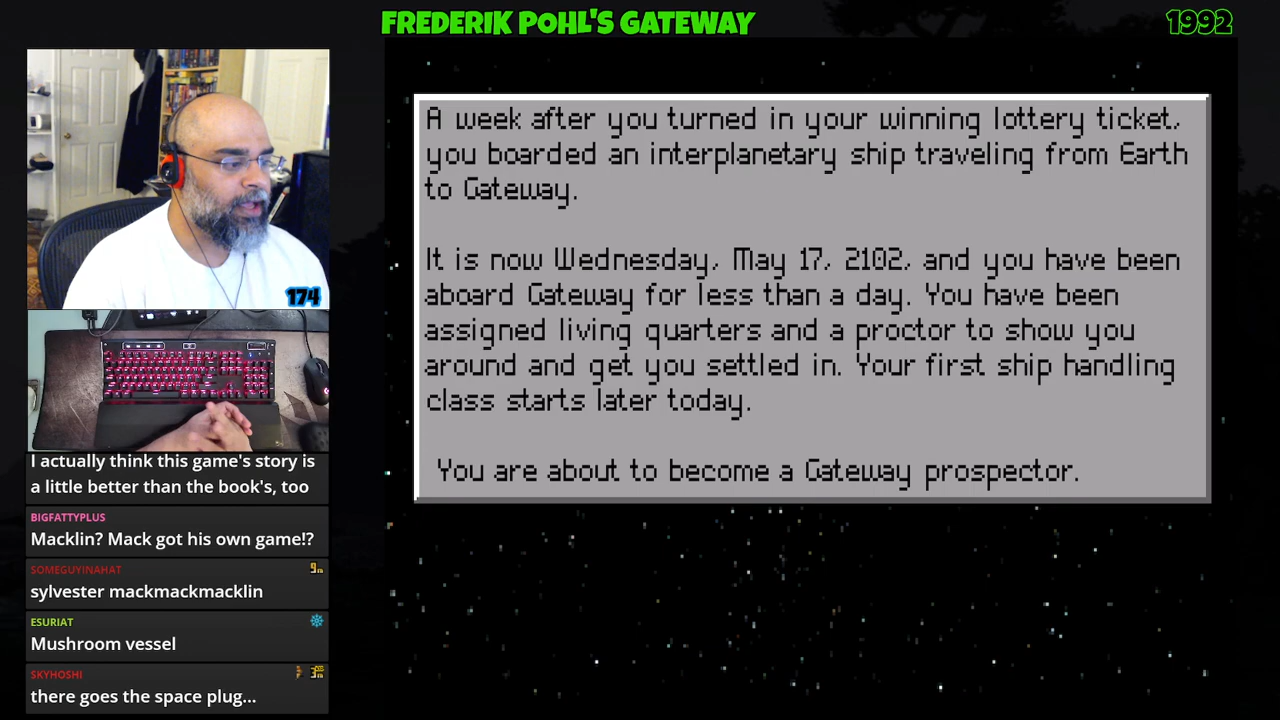 FREDERIK POHL'S GATEWAY
1992
A week after you turned in your winning lottery ticket,
you boarded an interplanetary ship traveling from Earth
to Gateway.
It is now Wednesday, May 17, 2102, and you have been
aboard Gateway for less than a day. You have been
assigned living quarters and a proctor to show you
around and get you settled in. Your first ship handling
class starts later today.
You are about to become a Gateway prospector.
174
I actually think this game's story is
a little better than the book's, too
BIGFATTYPLUS
Macklin? Mack got his own game!?
SOMEGUYINAHAT
sylvester mackmackmacklin
ESURIAT
Mushroom vessel
SKYHOSHI
there goes the space plug...